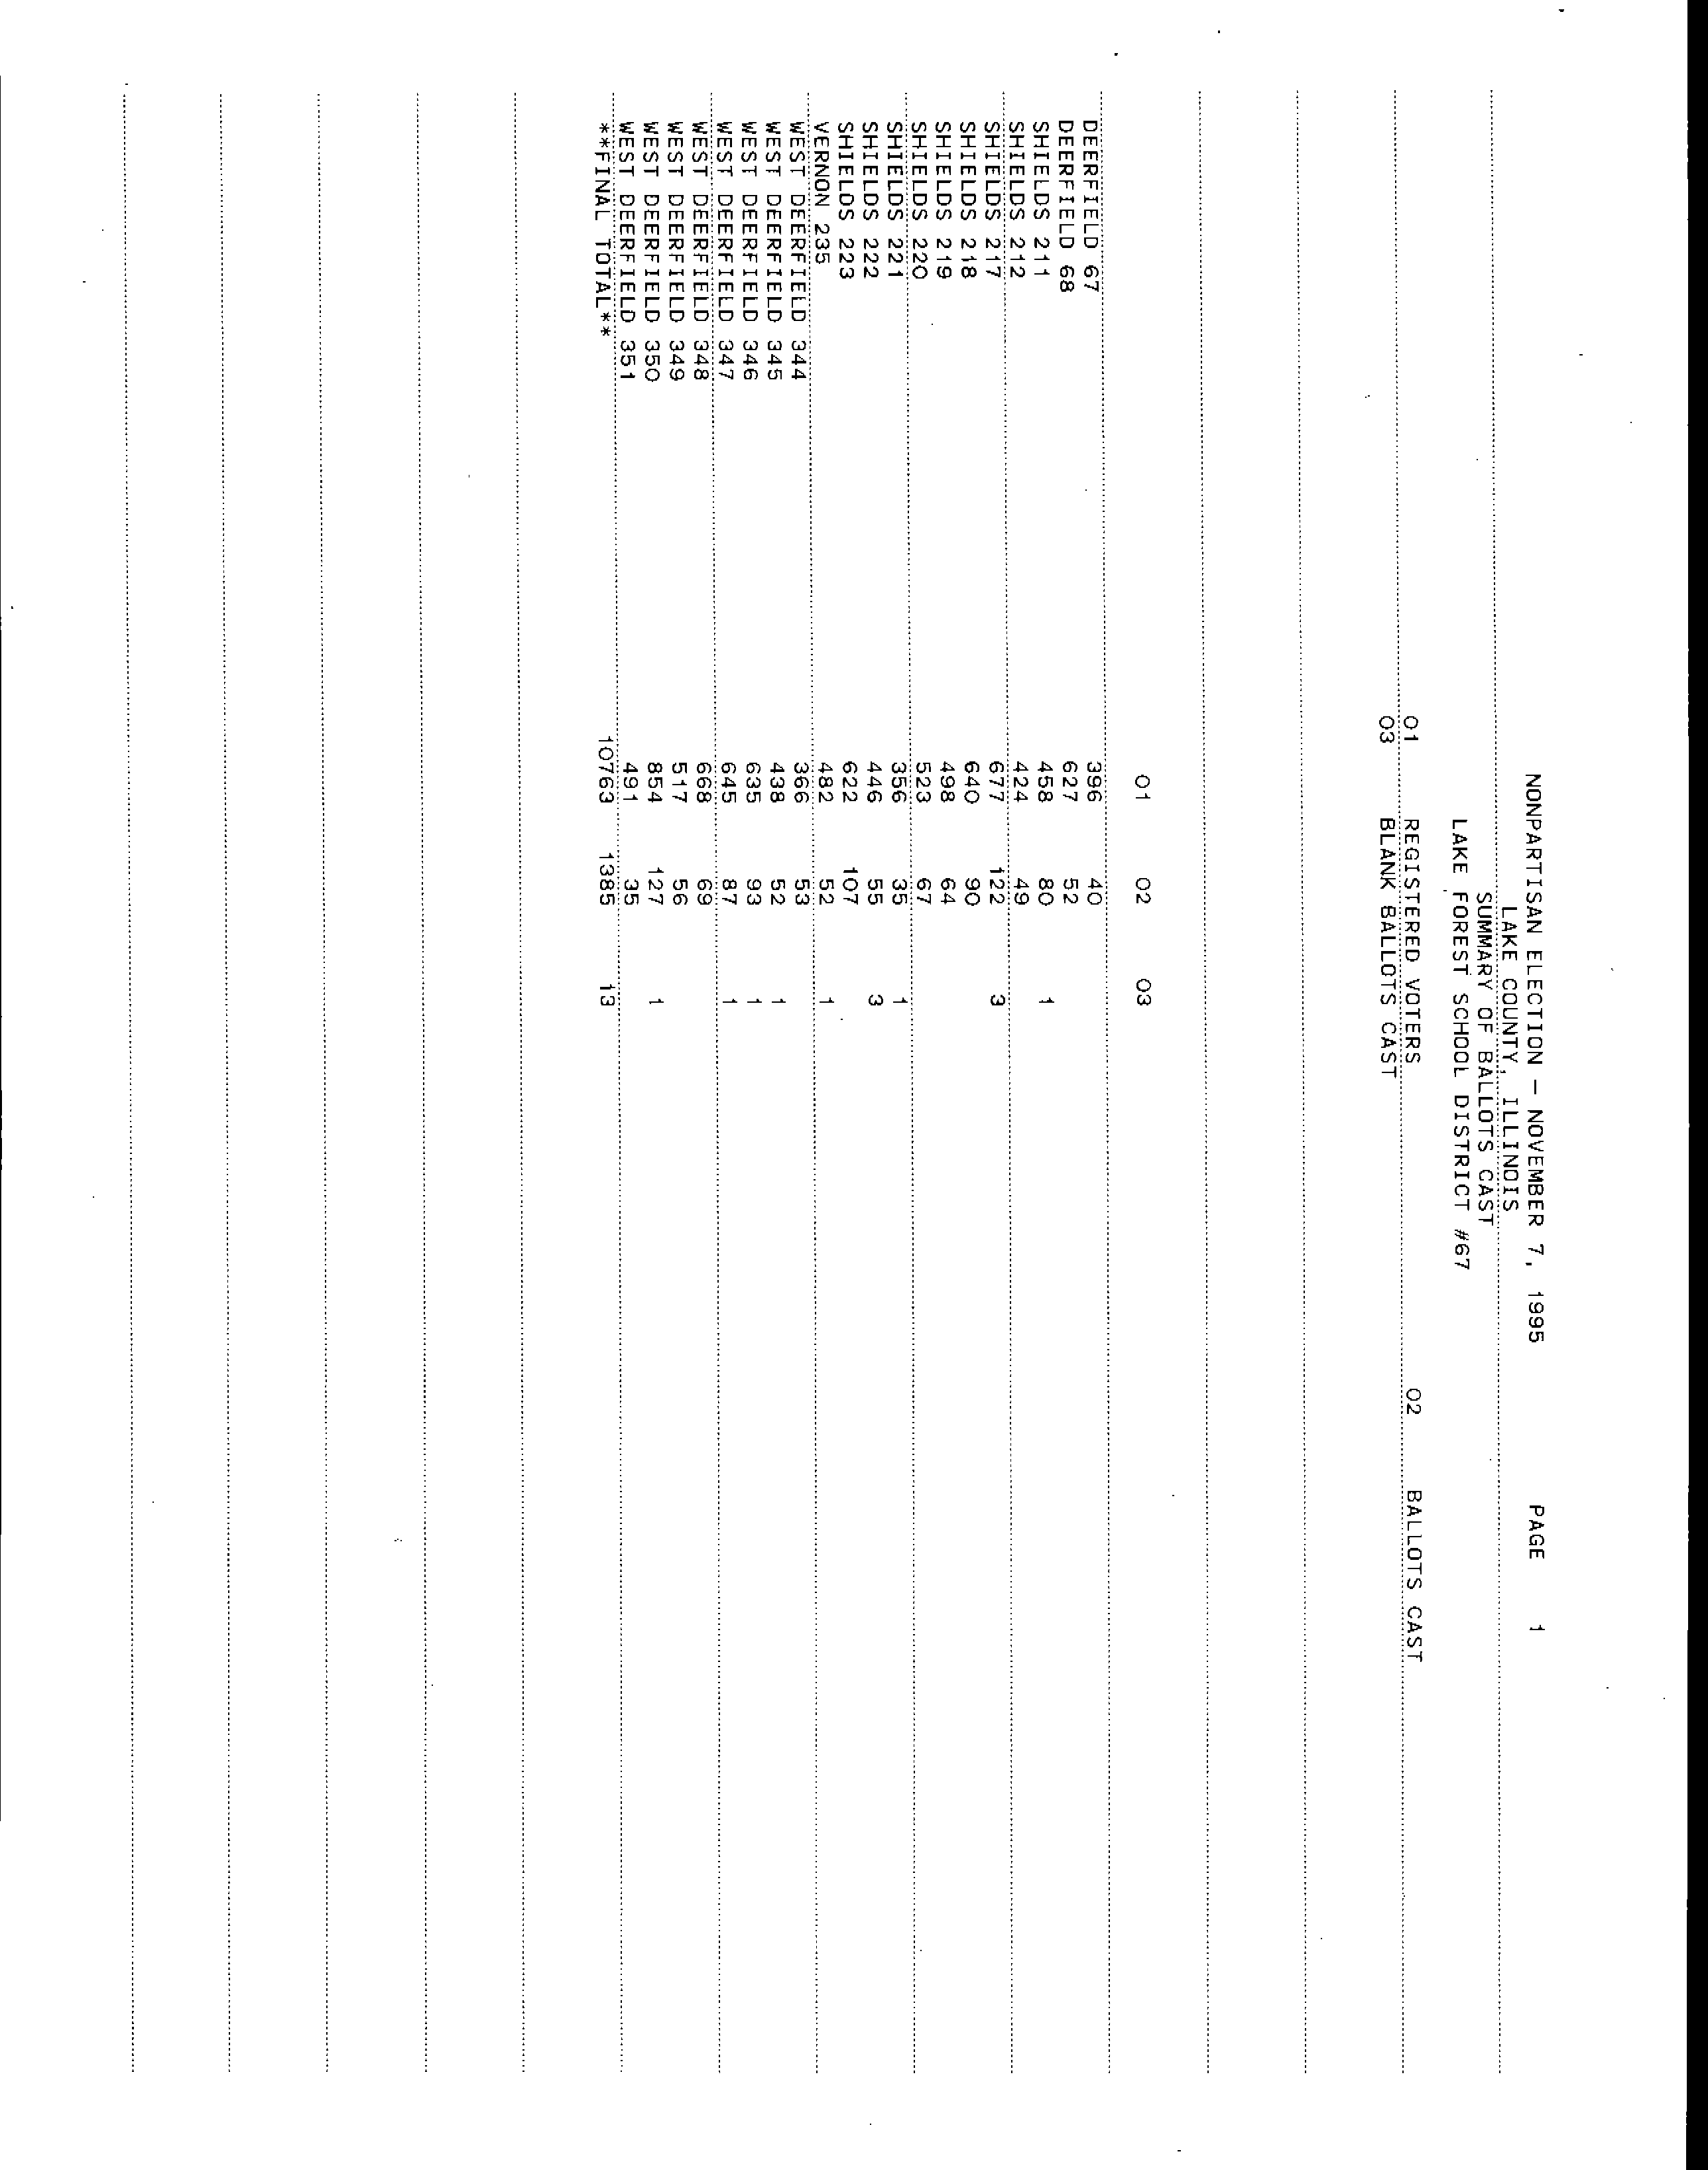 NONPARTISAN ELECTION - NOVEMBER 7, 1995 PAGE 1
LAKE COUNTY, ILLINOIS
SUMMARY OF BALLOTS CAST
LAKE FOREST SCHOOL DISTRICT #67
01 REGISTERED VOTERS 02 BALLOTS CAST
03 BLANK BALLOTS CAST
01 02 03
DEERFIELD 67 396 40
DEERFIELD 68 627 52
SHIELDS 211 458 80 1
SHIELDS 212 424 49
SHIELDS 217 677 122 3
SHIELDS 218 640 90
SHIELDS 219 498 64
SHIELDS 220 523 67
SHIELDS 221 356 35 1
SHIELDS 222 446 55 3
SHIELDS 223 622 107
VERNON 235 482 52 1
WEST DEERFIELD 344 366 53
WEST DEERFIELD 345 438 52 1
WEST DEERFIELD 346 635 93 1
WEST DEERFIELD 347 645 87 1
WEST DEERFIELD 348 668 69
WEST DEERFIELD 349 517 56
WEST DEERFIELD 350 854 127 1
WEST DEERFIELD 351 491 35
**FINAL TOTAL** 10763 1385 13